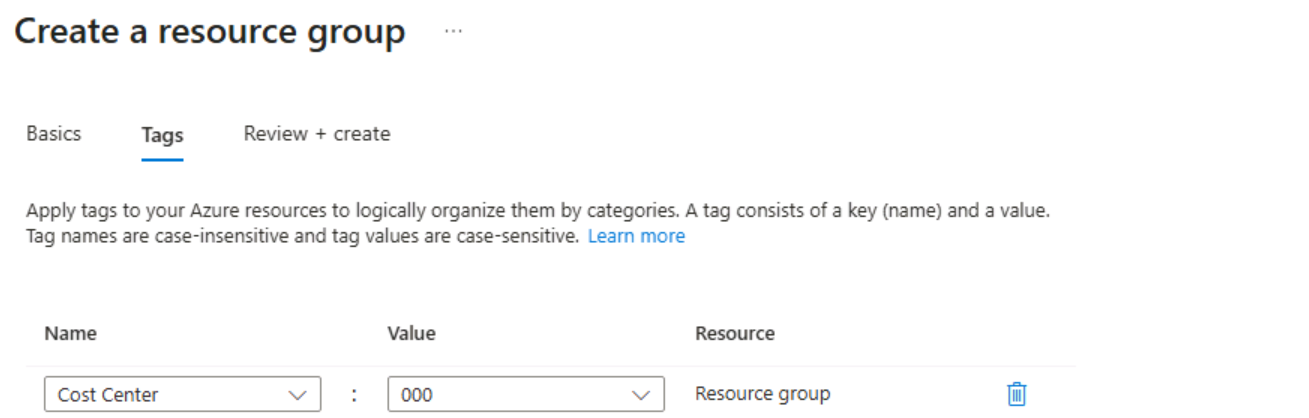 Create a resource group ...
Basics Tags Review + create
Apply tags to your Azure resources to logically organize them by categories. A tag consists of a key (name) and a value.
Tag names are case-insensitive and tag values are case-sensitive. Learn more
Name Value Resource
Cost Center : 000 Resource group